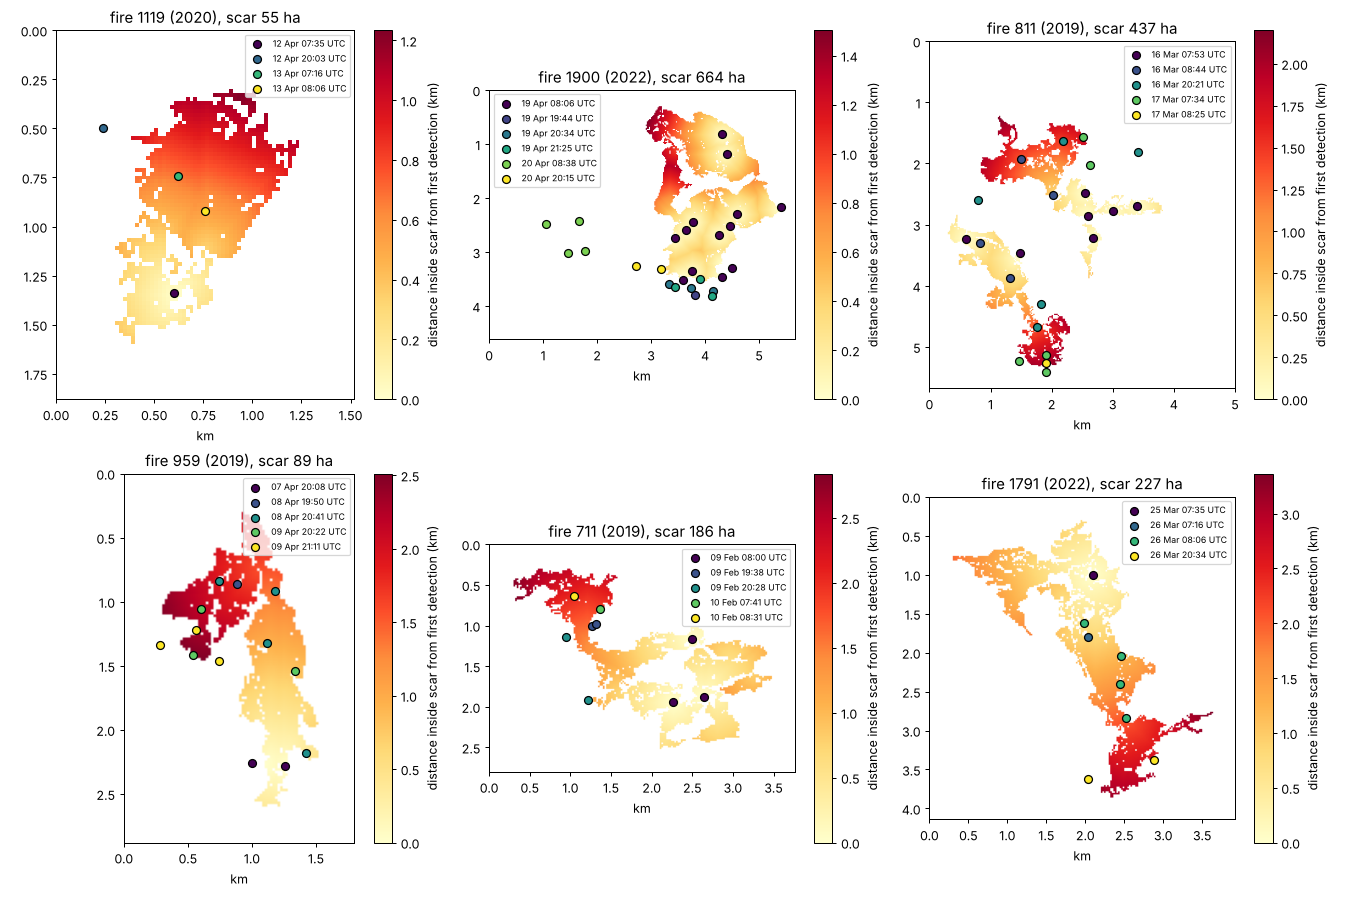 fire 1119 (2020), scar 55 ha
0.00
0.25
0.50
0.75
1.00
1.25
1.50
1.75
0.00 0.25 0.50 0.75 1.00 1.25 1.50
km
12 Apr 07:35 UTC
12 Apr 20:03 UTC
13 Apr 07:16 UTC
13 Apr 08:06 UTC
1.2
1.0
0.8
0.6
0.4
0.2
0.0
distance inside scar from first detection (km)
fire 1900 (2022), scar 664 ha
0
1
2
3
4
0 1 2 3 4 5
km
19 Apr 08:06 UTC
19 Apr 19:44 UTC
19 Apr 20:34 UTC
19 Apr 21:25 UTC
20 Apr 08:38 UTC
20 Apr 20:15 UTC
1.4
1.2
1.0
0.8
0.6
0.4
0.2
0.0
distance inside scar from first detection (km)
fire 811 (2019), scar 437 ha
0
1
2
3
4
5
0 1 2 3 4 5
km
16 Mar 07:53 UTC
16 Mar 08:44 UTC
16 Mar 20:21 UTC
17 Mar 07:34 UTC
17 Mar 08:25 UTC
2.00
1.75
1.50
1.25
1.00
0.75
0.50
0.25
0.00
distance inside scar from first detection (km)
fire 959 (2019), scar 89 ha
0.0
0.5
1.0
1.5
2.0
2.5
0.0 0.5 1.0 1.5
km
07 Apr 20:08 UTC
08 Apr 19:50 UTC
08 Apr 20:41 UTC
09 Apr 20:22 UTC
09 Apr 21:11 UTC
2.5
2.0
1.5
1.0
0.5
0.0
distance inside scar from first detection (km)
fire 711 (2019), scar 186 ha
0.0
0.5
1.0
1.5
2.0
2.5
0.0 0.5 1.0 1.5 2.0 2.5 3.0 3.5
km
09 Feb 08:00 UTC
09 Feb 19:38 UTC
09 Feb 20:28 UTC
10 Feb 07:41 UTC
10 Feb 08:31 UTC
2.5
2.0
1.5
1.0
0.5
0.0
distance inside scar from first detection (km)
fire 1791 (2022), scar 227 ha
0.0
0.5
1.0
1.5
2.0
2.5
3.0
3.5
4.0
0.0 0.5 1.0 1.5 2.0 2.5 3.0 3.5
km
25 Mar 07:35 UTC
26 Mar 07:16 UTC
26 Mar 08:06 UTC
26 Mar 20:34 UTC
3.0
2.5
2.0
1.5
1.0
0.5
0.0
distance inside scar from first detection (km)